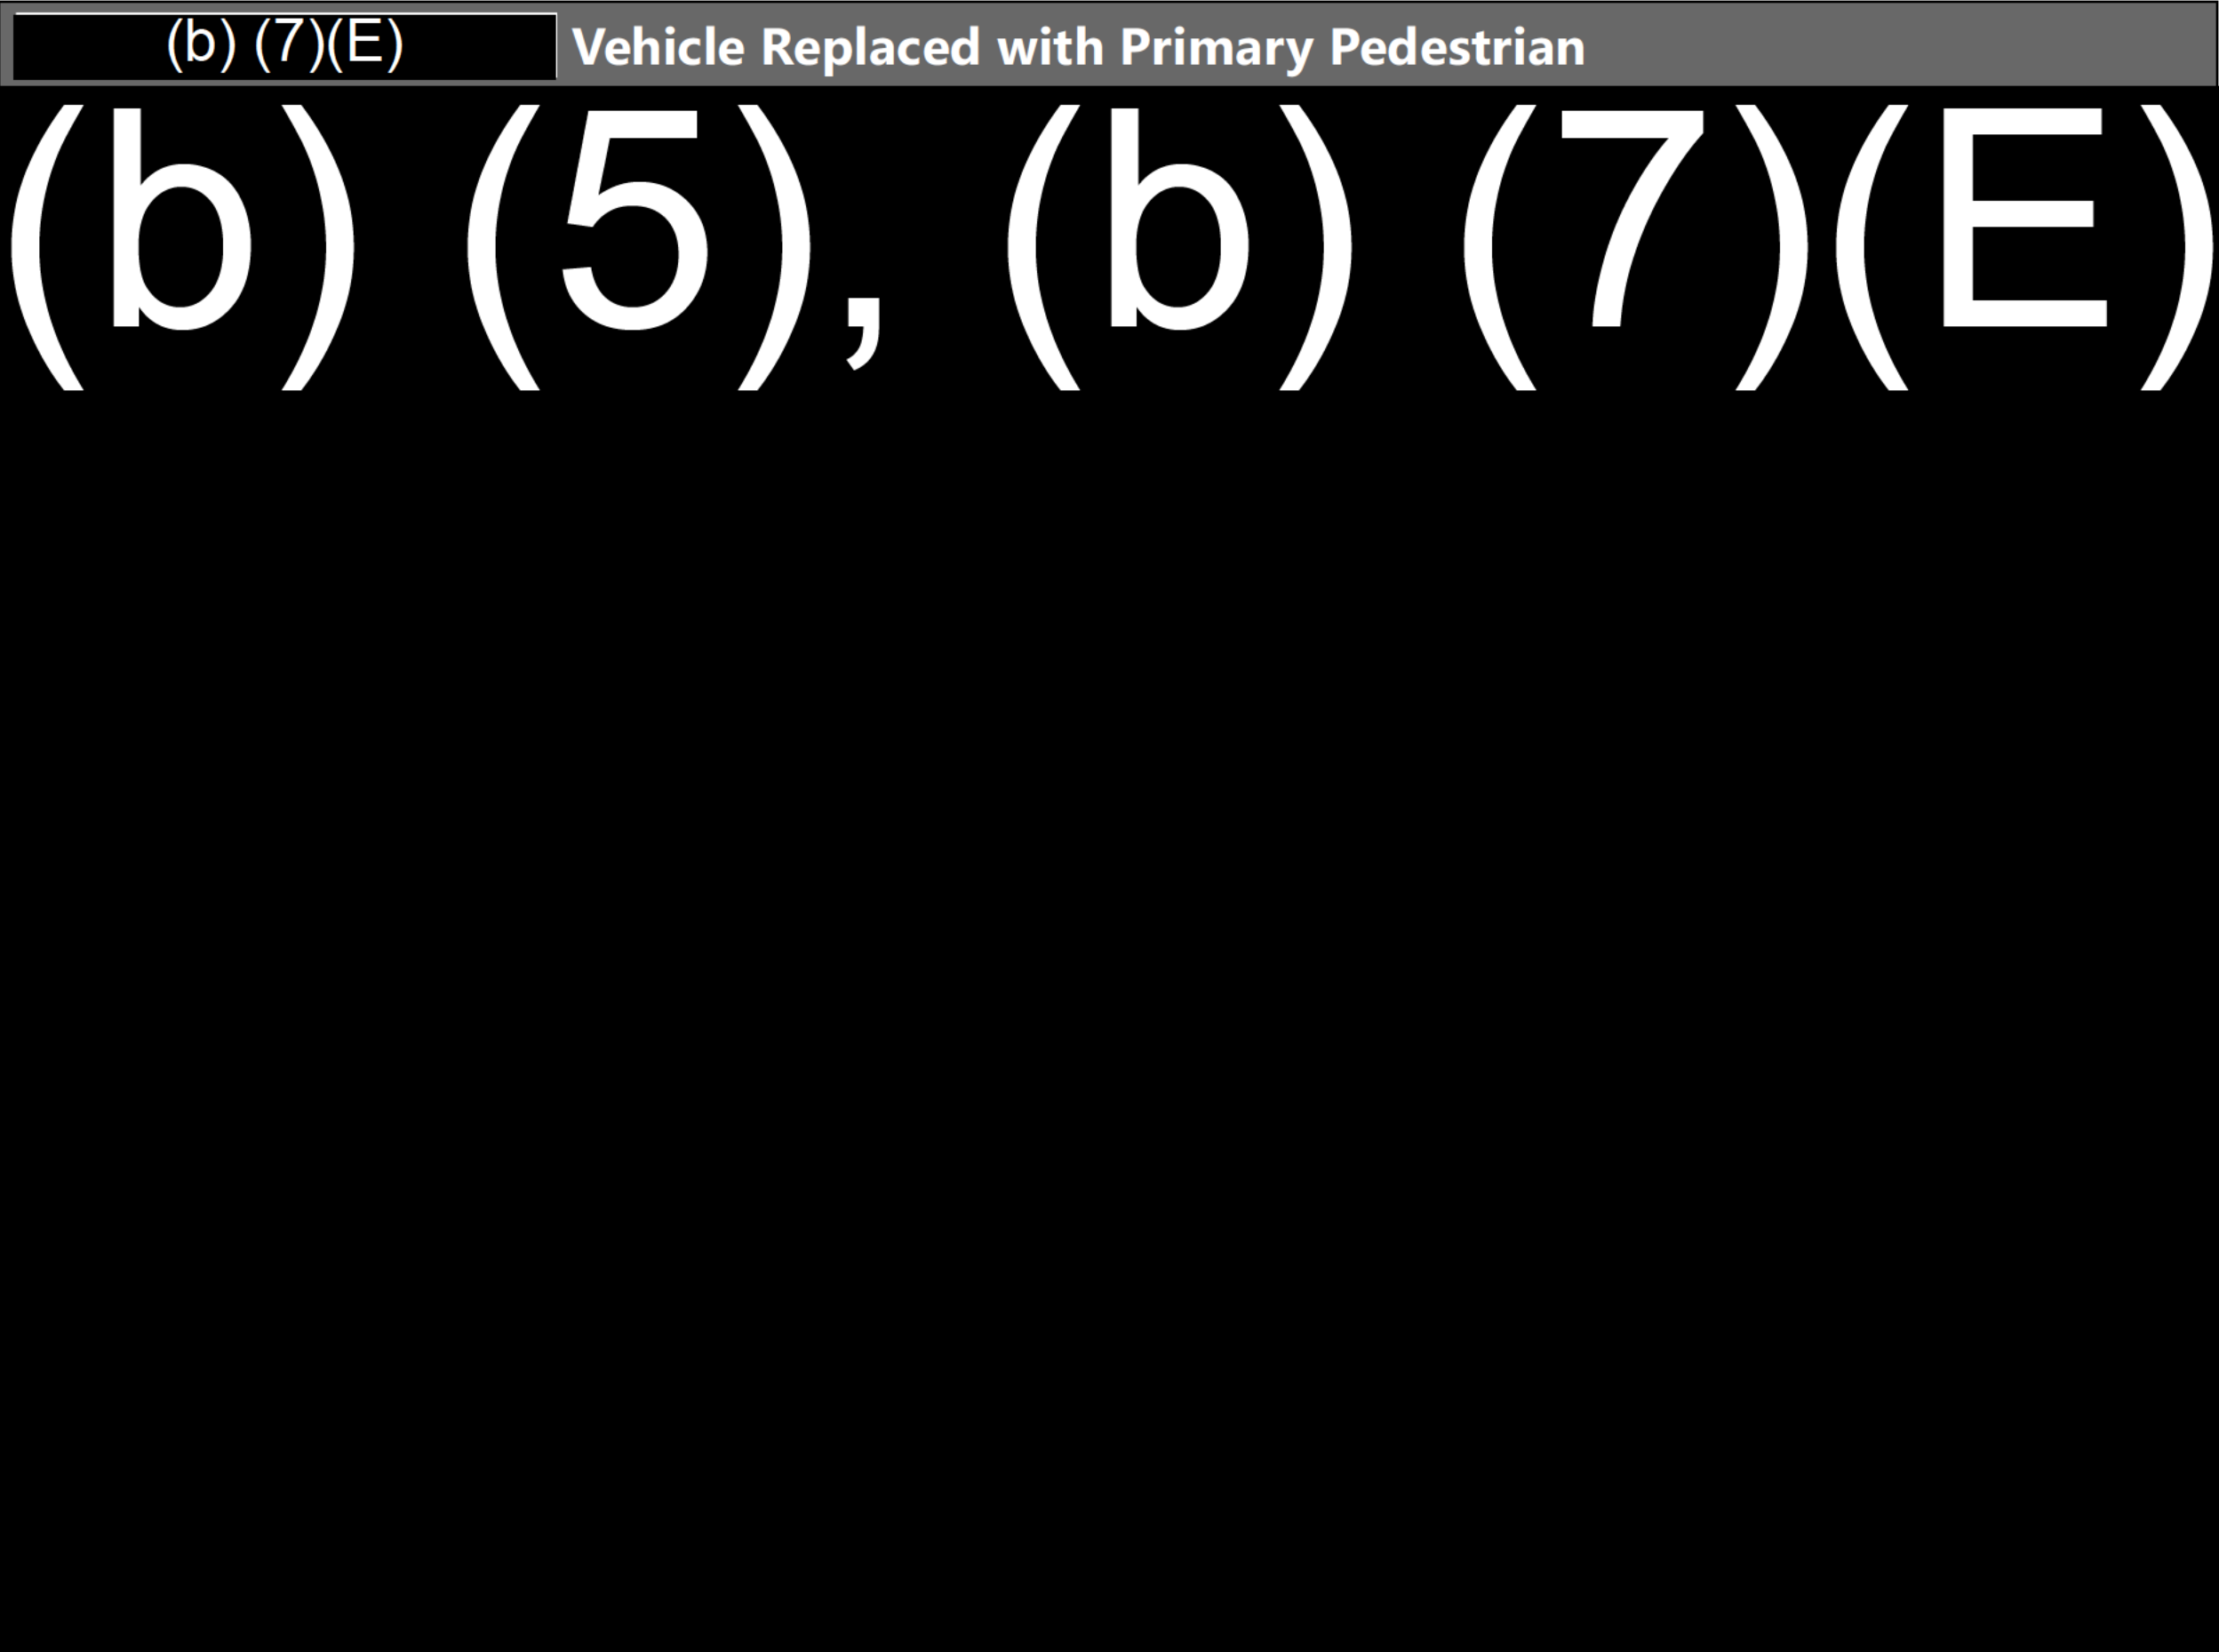 (b) (7)(E) Vehicle Replaced with Primary Pedestrian
(b) (5), (b) (7)(E)